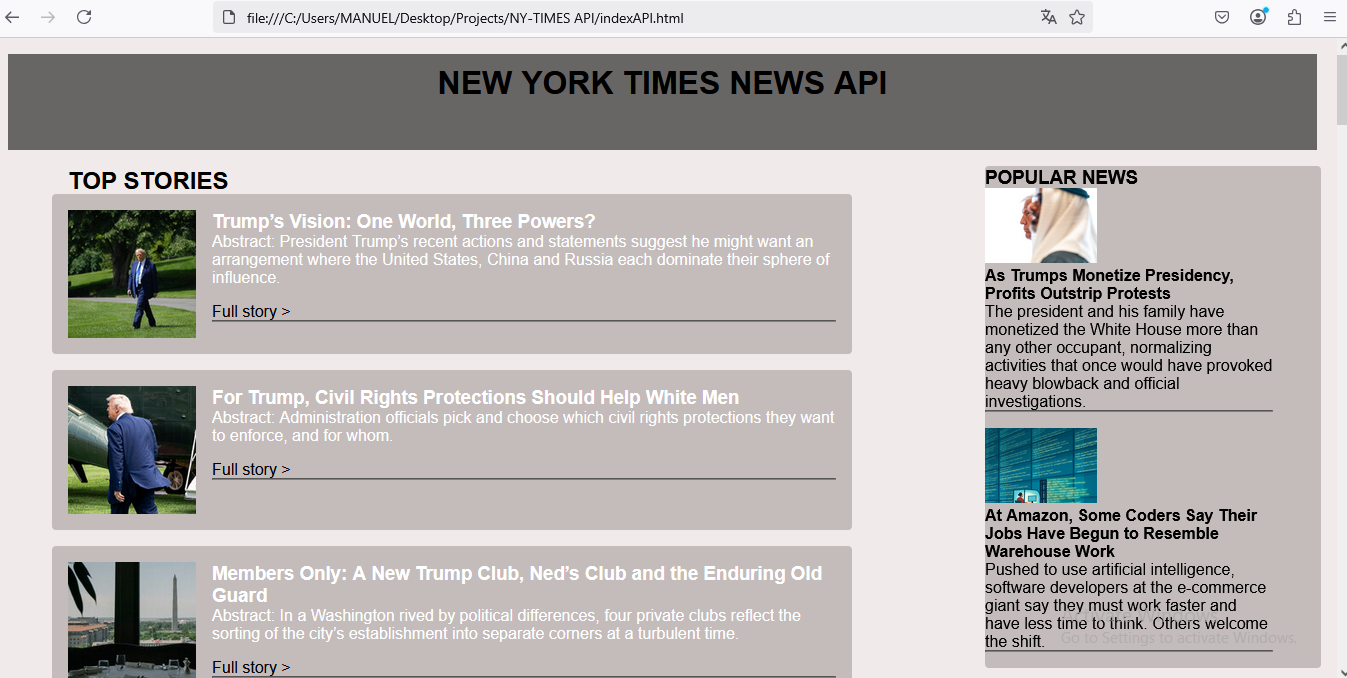 file:///C:/Users/MANUEL/Desktop/Projects/NY-TIMES API/indexAPI.html
NEW YORK TIMES NEWS API
TOP STORIES
Trump’s Vision: One World, Three Powers?
Abstract: President Trump’s recent actions and statements suggest he might want an
arrangement where the United States, China and Russia each dominate their sphere of
influence.
Full story >
For Trump, Civil Rights Protections Should Help White Men
Abstract: Administration officials pick and choose which civil rights protections they want
to enforce, and for whom.
Full story >
Members Only: A New Trump Club, Ned’s Club and the Enduring Old
Guard
Abstract: In a Washington rived by political differences, four private clubs reflect the
sorting of the city’s establishment into separate corners at a turbulent time.
Full story >
POPULAR NEWS
As Trumps Monetize Presidency,
Profits Outstrip Protests
The president and his family have
monetized the White House more than
any other occupant, normalizing
activities that once would have provoked
heavy blowback and official
investigations.
At Amazon, Some Coders Say Their
Jobs Have Begun to Resemble
Warehouse Work
Pushed to use artificial intelligence,
software developers at the e-commerce
giant say they must work faster and
have less time to think. Others welcome
the shift.
Go to Settings to activate Windows.